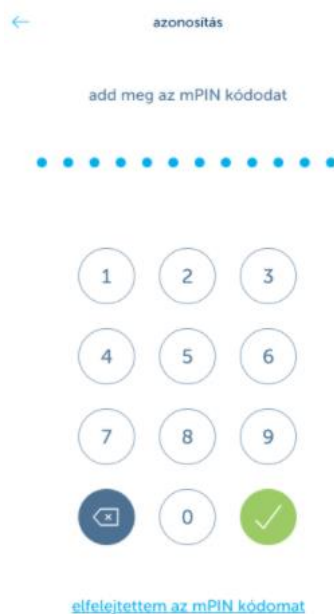 azonosítás
add meg az mPIN kódodat
1 2 3
4 5 6
7 8 9
0
elfelejtettem az mPIN kódomat